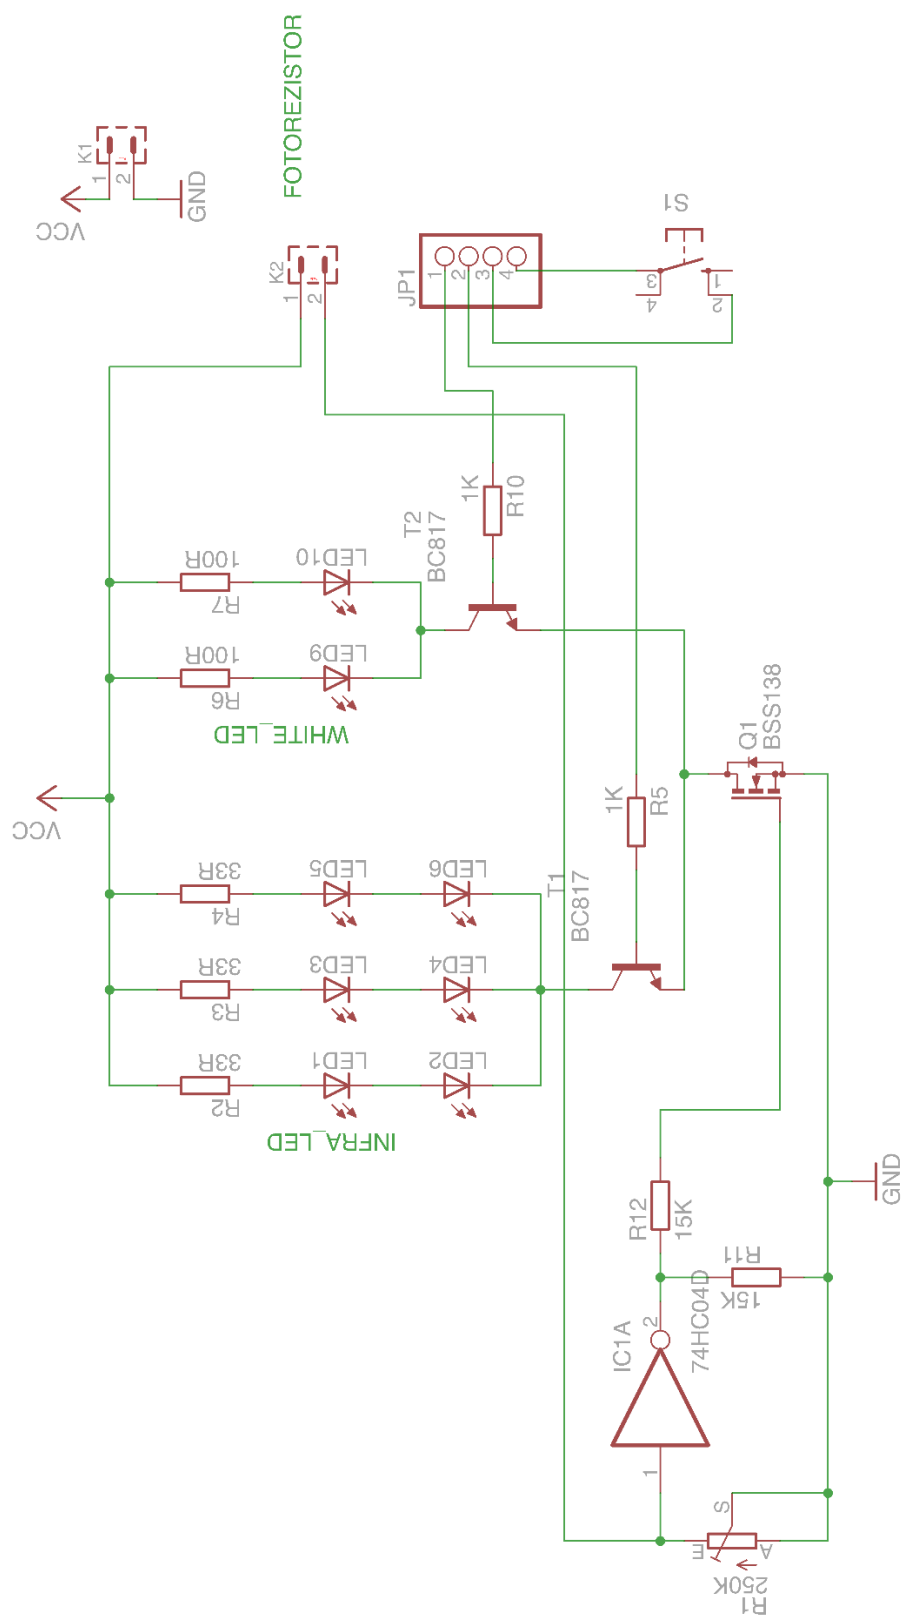 FOTOREZISTOR
K1
1
2
VCC
GND
K2
1
2
JP1
1
2
3
4
S1
3
4
1
2
1K
R10
T2
BC817
100R
R7
LED10
100R
R6
LED9
WHITE_LED
VCC
Q1
BSS138
1K
R5
T1
BC817
33R
R4
LED5
LED6
33R
R3
LED3
LED4
33R
R2
LED1
LED2
INFRA_LED
R12
15K
GND
R11
15K
IC1A
74HC04D
2
1
S
E
A
250K
R1